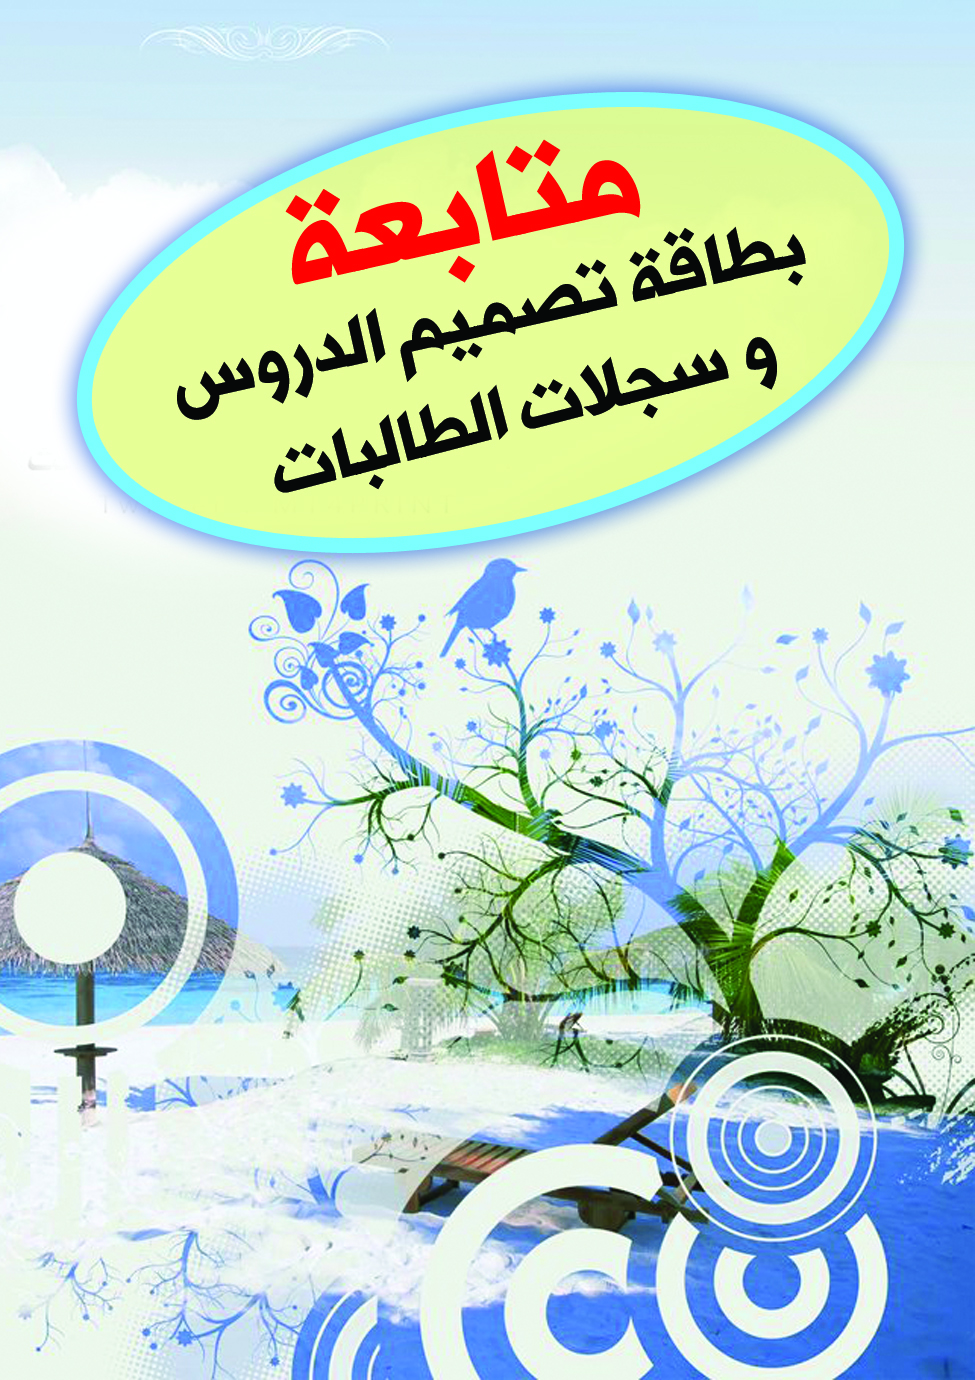 متابعة
بطاقة تصميم الدروس
و سجلات الطالبات